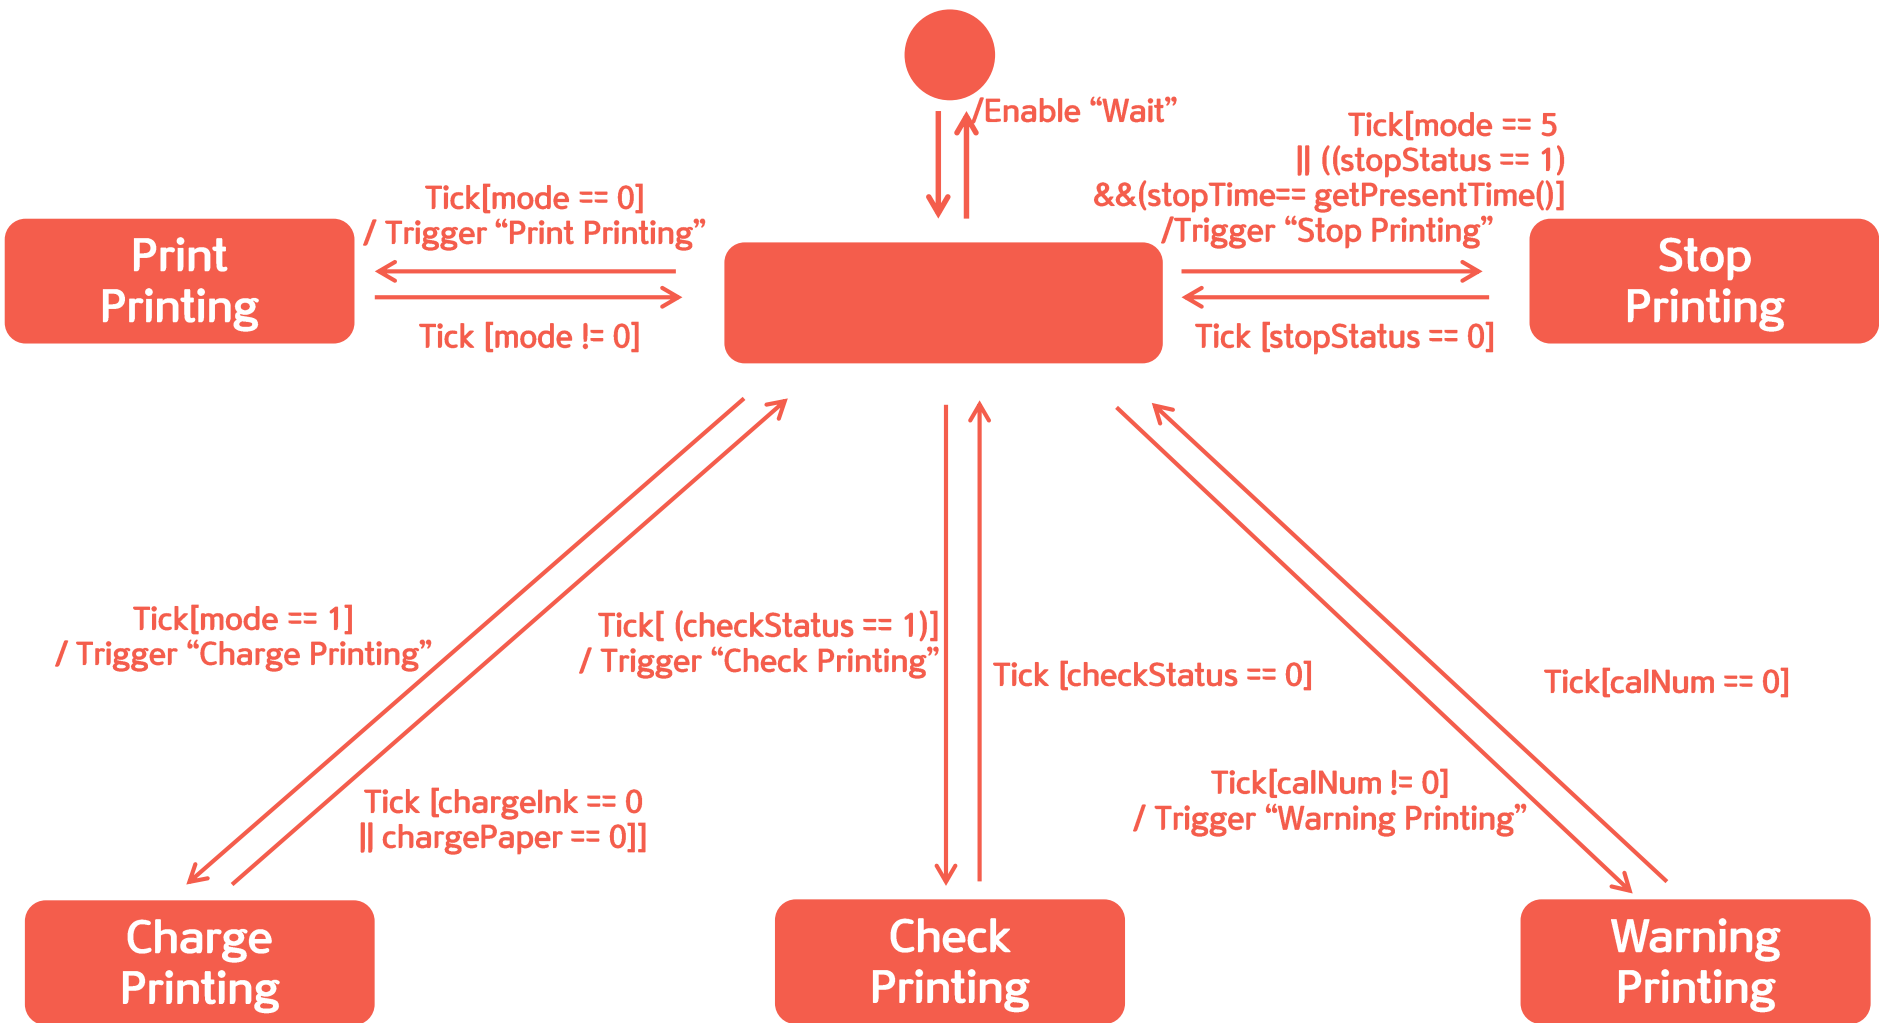 /Enable “Wait”
Tick[mode == 5
|| ((stopStatus == 1)
&&(stopTime== getPresentTime()]
/Trigger “Stop Printing”
Tick[mode == 0]
/ Trigger “Print Printing”
Print
Printing
Stop
Printing
Tick [mode != 0]
Tick [stopStatus == 0]
Tick[mode == 1]
/ Trigger “Charge Printing”
Tick[ (checkStatus == 1)]
/ Trigger “Check Printing”
Tick [checkStatus == 0]
Tick[calNum == 0]
Tick [chargeInk == 0
|| chargePaper == 0]]
Tick[calNum != 0]
/ Trigger “Warning Printing”
Charge
Printing
Check
Printing
Warning
Printing